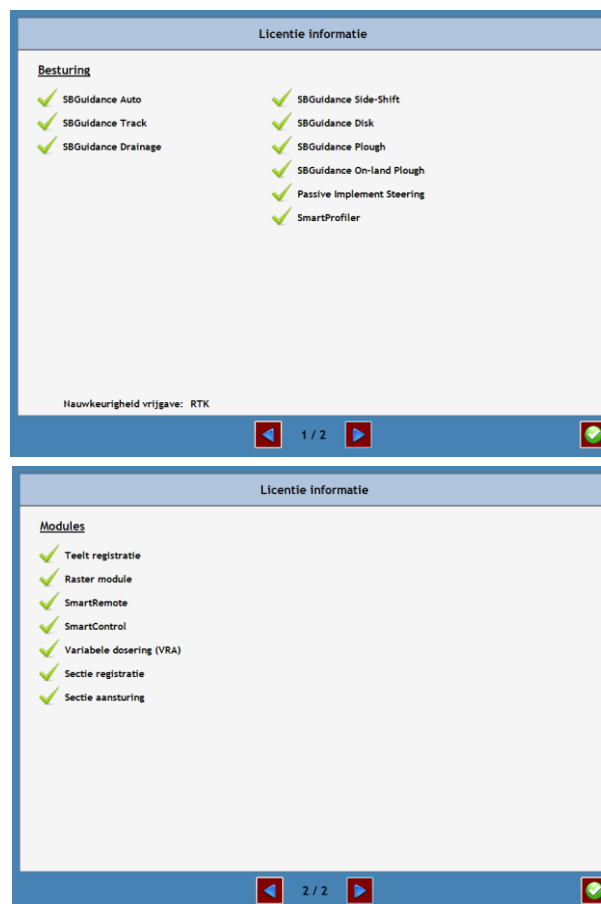 Licentie informatie
Besturing
SBGuidance Auto
SBGuidance Track
SBGuidance Drainage
SBGuidance Side-Shift
SBGuidance Disk
SBGuidance Plough
SBGuidance On-land Plough
Passive Implement Steering
SmartProfiler
Nauwkeurigheid vrijgave: RTK
1 / 2
Licentie informatie
Modules
Teelt registratie
Raster module
SmartRemote
SmartControl
Variabele dosering (VRA)
Sectie registratie
Sectie aansturing
2 / 2